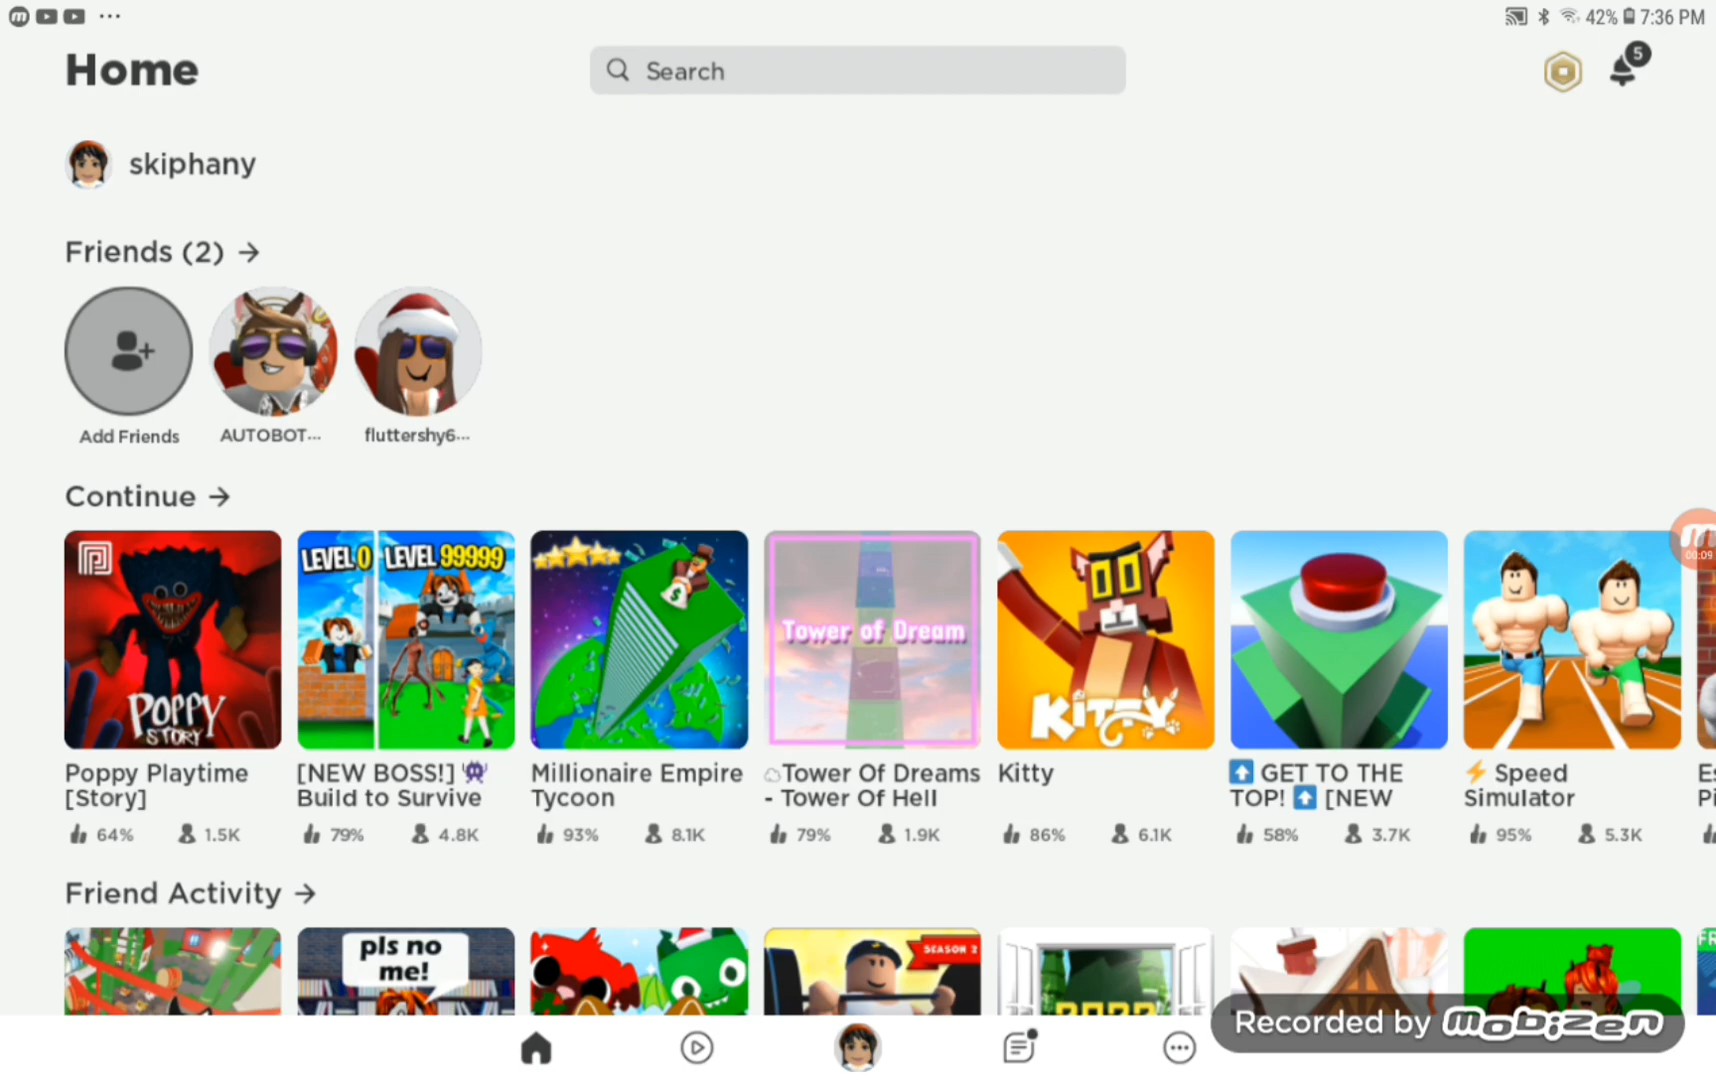 42% 7:36 PM
Home
Search
5
skiphany
Friends (2) →
Add Friends
AUTOBOT...
fluttershy6...
Continue →
LEVEL 0 LEVEL 99999
Tower of Dream
POPPY
STORY
KITTY
00:09
Poppy Playtime
[Story]
[NEW BOSS!] 👾
Build to Survive
Millionaire Empire
Tycoon
☁Tower Of Dreams
- Tower Of Hell
Kitty
⬆ GET TO THE
TOP! ⬆ [NEW
⚡ Speed
Simulator
64% 1.5K
79% 4.8K
93% 8.1K
79% 1.9K
86% 6.1K
58% 3.7K
95% 5.3K
Friend Activity →
pls no
me!
SEASON 2
Recorded by mobizen